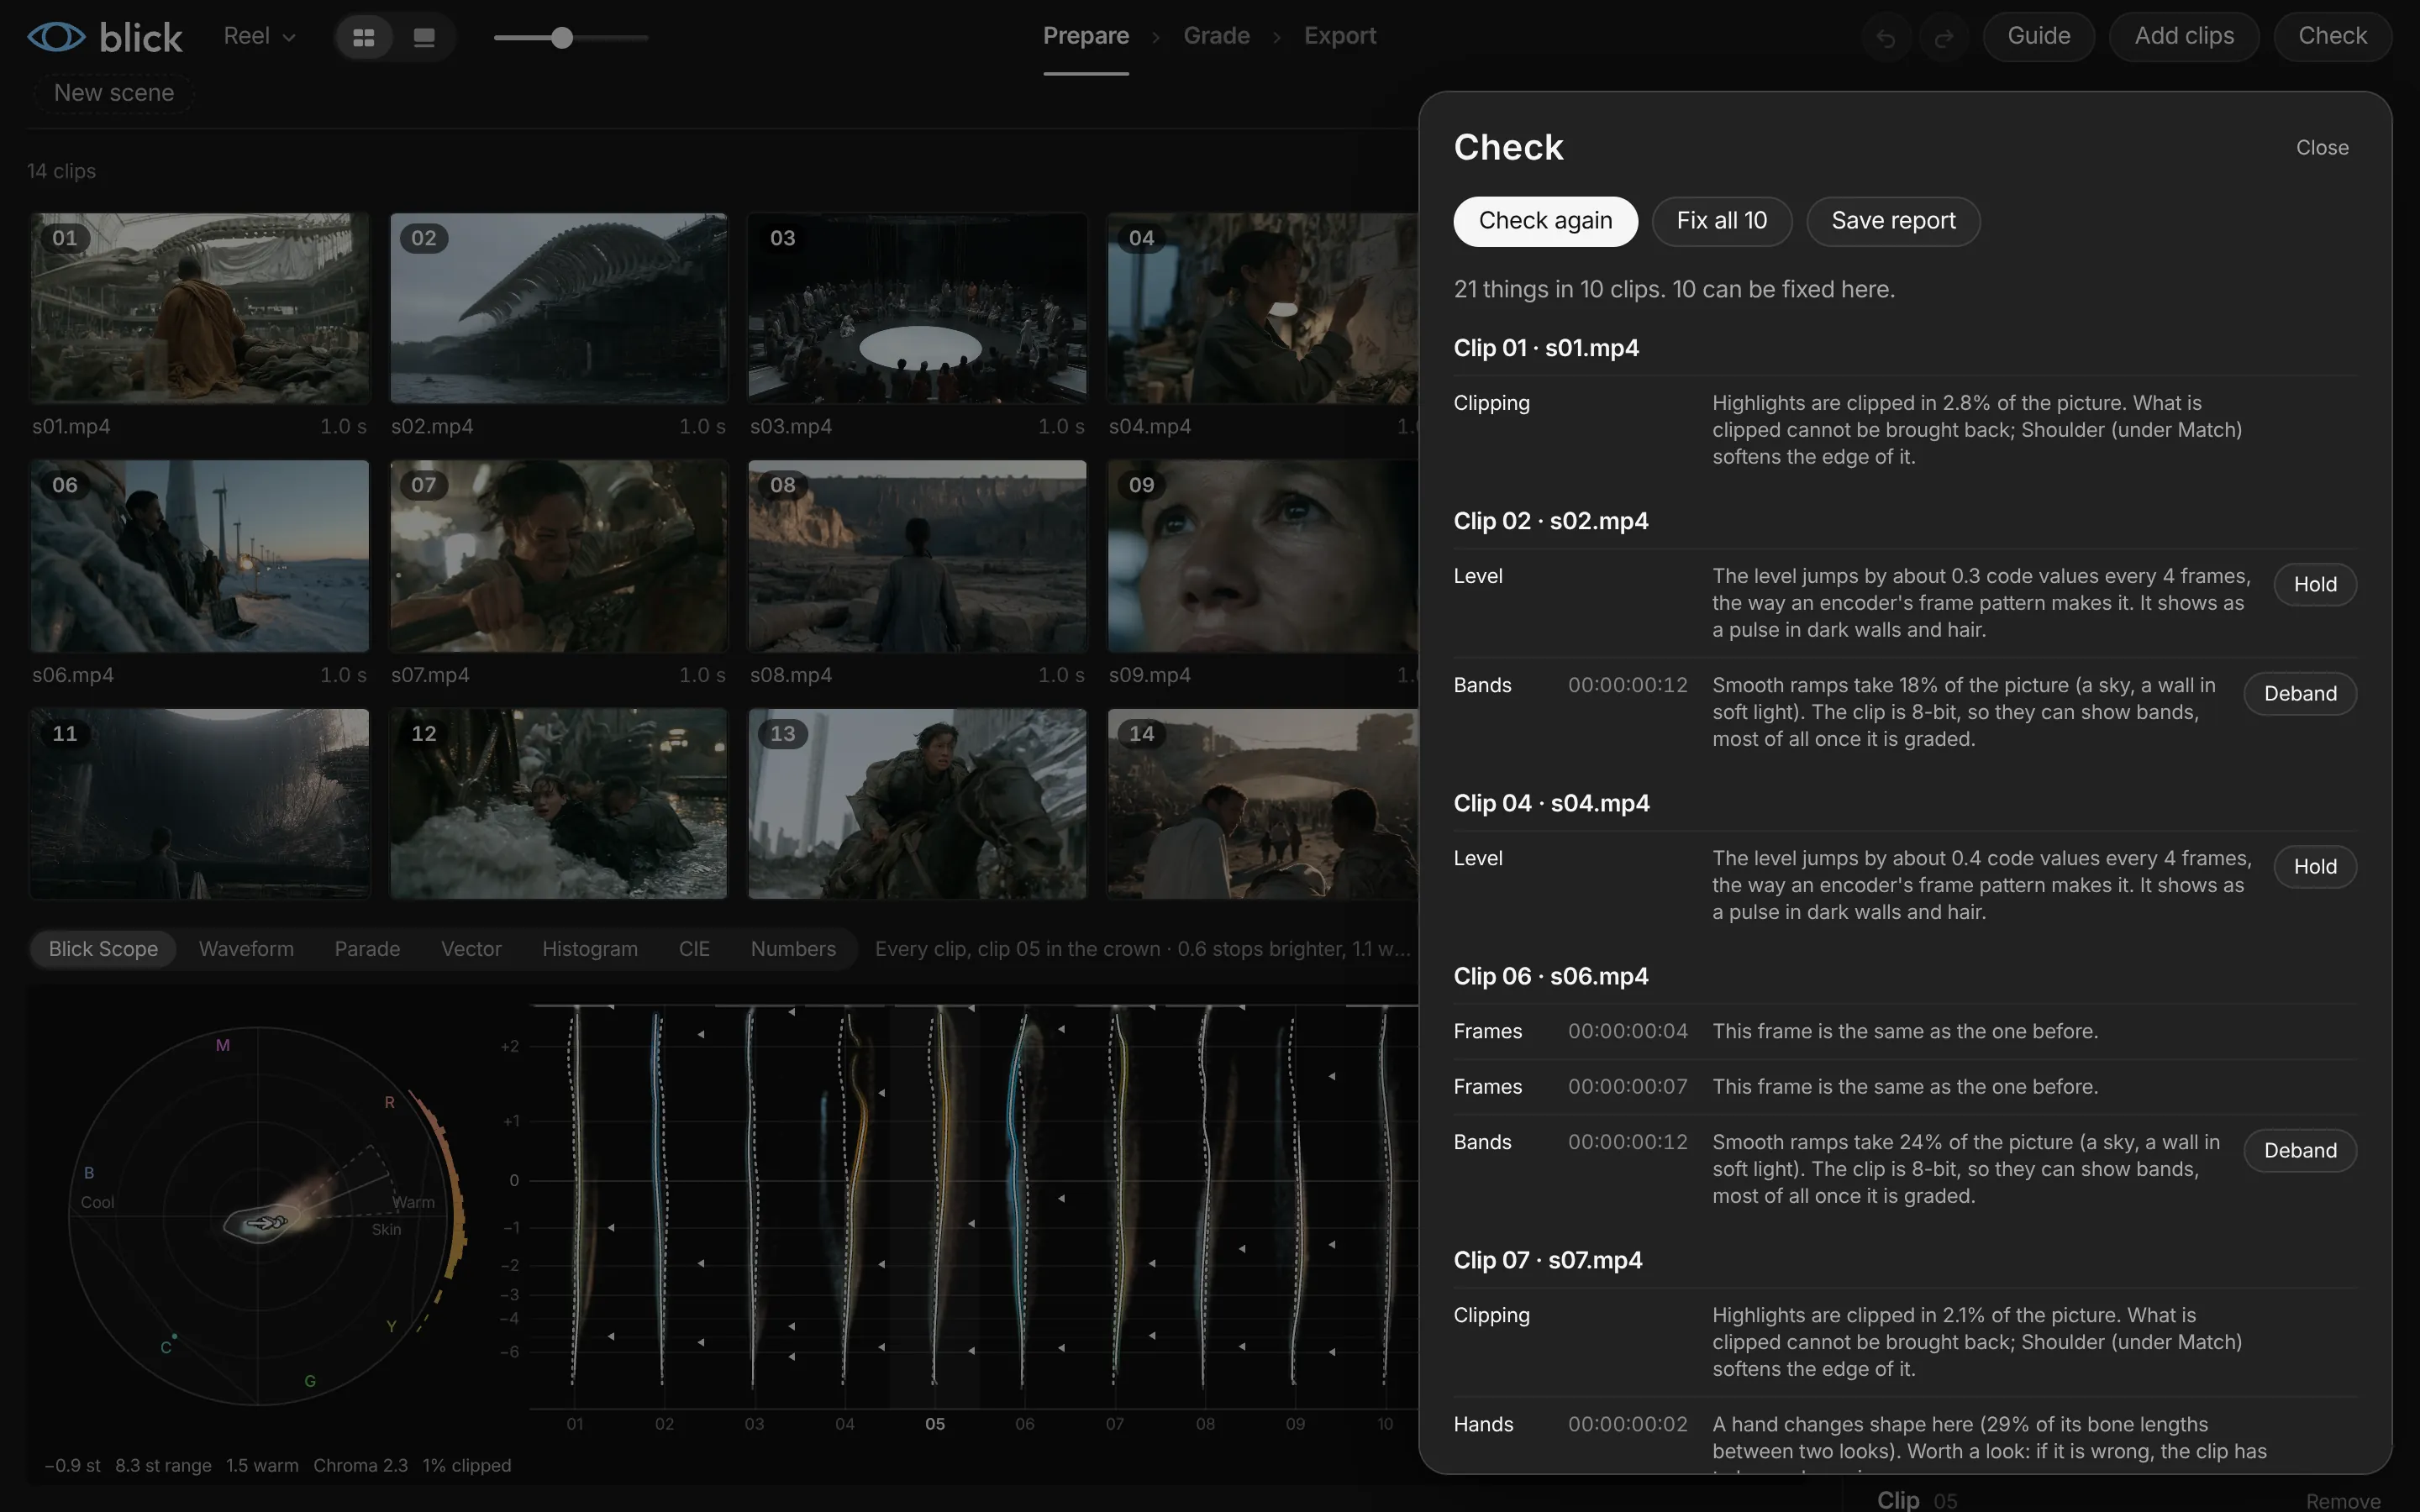 blick
Reel
Prepare › Grade › Export
Guide
Add clips
Check
New scene
14 clips
01
02
03
04
s01.mp4 1.0 s
s02.mp4 1.0 s
s03.mp4 1.0 s
s04.mp4
06
07
08
09
s06.mp4 1.0 s
s07.mp4 1.0 s
s08.mp4 1.0 s
s09.mp4
11
12
13
14
Blick Scope
Waveform
Parade
Vector
Histogram
CIE
Numbers
Every clip, clip 05 in the crown · 0.6 stops brighter, 1.1 w...
M
R
B
Cool
Warm
Skin
Y
C
G
+2
+1
0
−1
−2
−3
−4
−6
01 02 03 04 05 06 07 08 09 10
−0.9 st 8.3 st range 1.5 warm Chroma 2.3 1% clipped
Check
Close
Check again
Fix all 10
Save report
21 things in 10 clips. 10 can be fixed here.
Clip 01 · s01.mp4
Clipping
Highlights are clipped in 2.8% of the picture. What is
clipped cannot be brought back; Shoulder (under Match)
softens the edge of it.
Clip 02 · s02.mp4
Level
The level jumps by about 0.3 code values every 4 frames,
the way an encoder's frame pattern makes it. It shows as
a pulse in dark walls and hair.
Hold
Bands 00:00:00:12
Smooth ramps take 18% of the picture (a sky, a wall in
soft light). The clip is 8-bit, so they can show bands,
most of all once it is graded.
Deband
Clip 04 · s04.mp4
Level
The level jumps by about 0.4 code values every 4 frames,
the way an encoder's frame pattern makes it. It shows as
a pulse in dark walls and hair.
Hold
Clip 06 · s06.mp4
Frames 00:00:00:04 This frame is the same as the one before.
Frames 00:00:00:07 This frame is the same as the one before.
Bands 00:00:00:12
Smooth ramps take 24% of the picture (a sky, a wall in
soft light). The clip is 8-bit, so they can show bands,
most of all once it is graded.
Deband
Clip 07 · s07.mp4
Clipping
Highlights are clipped in 2.1% of the picture. What is
clipped cannot be brought back; Shoulder (under Match)
softens the edge of it.
Hands 00:00:00:02
A hand changes shape here (29% of its bone lengths
between two looks). Worth a look: if it is wrong, the clip has
Clip 05
Remove